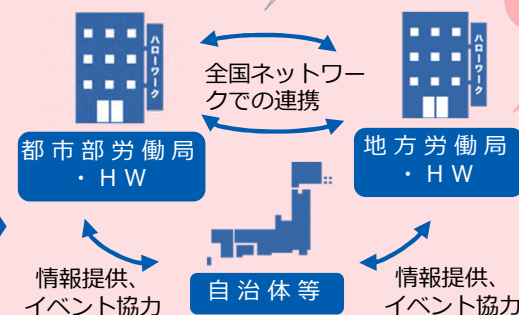 ハローワーク
ハローワーク
全国ネットワー
クでの連携
都市部労働局
・HW
地方労働局
・HW
情報提供、
イベント協力
自治体等
情報提供、
イベント協力